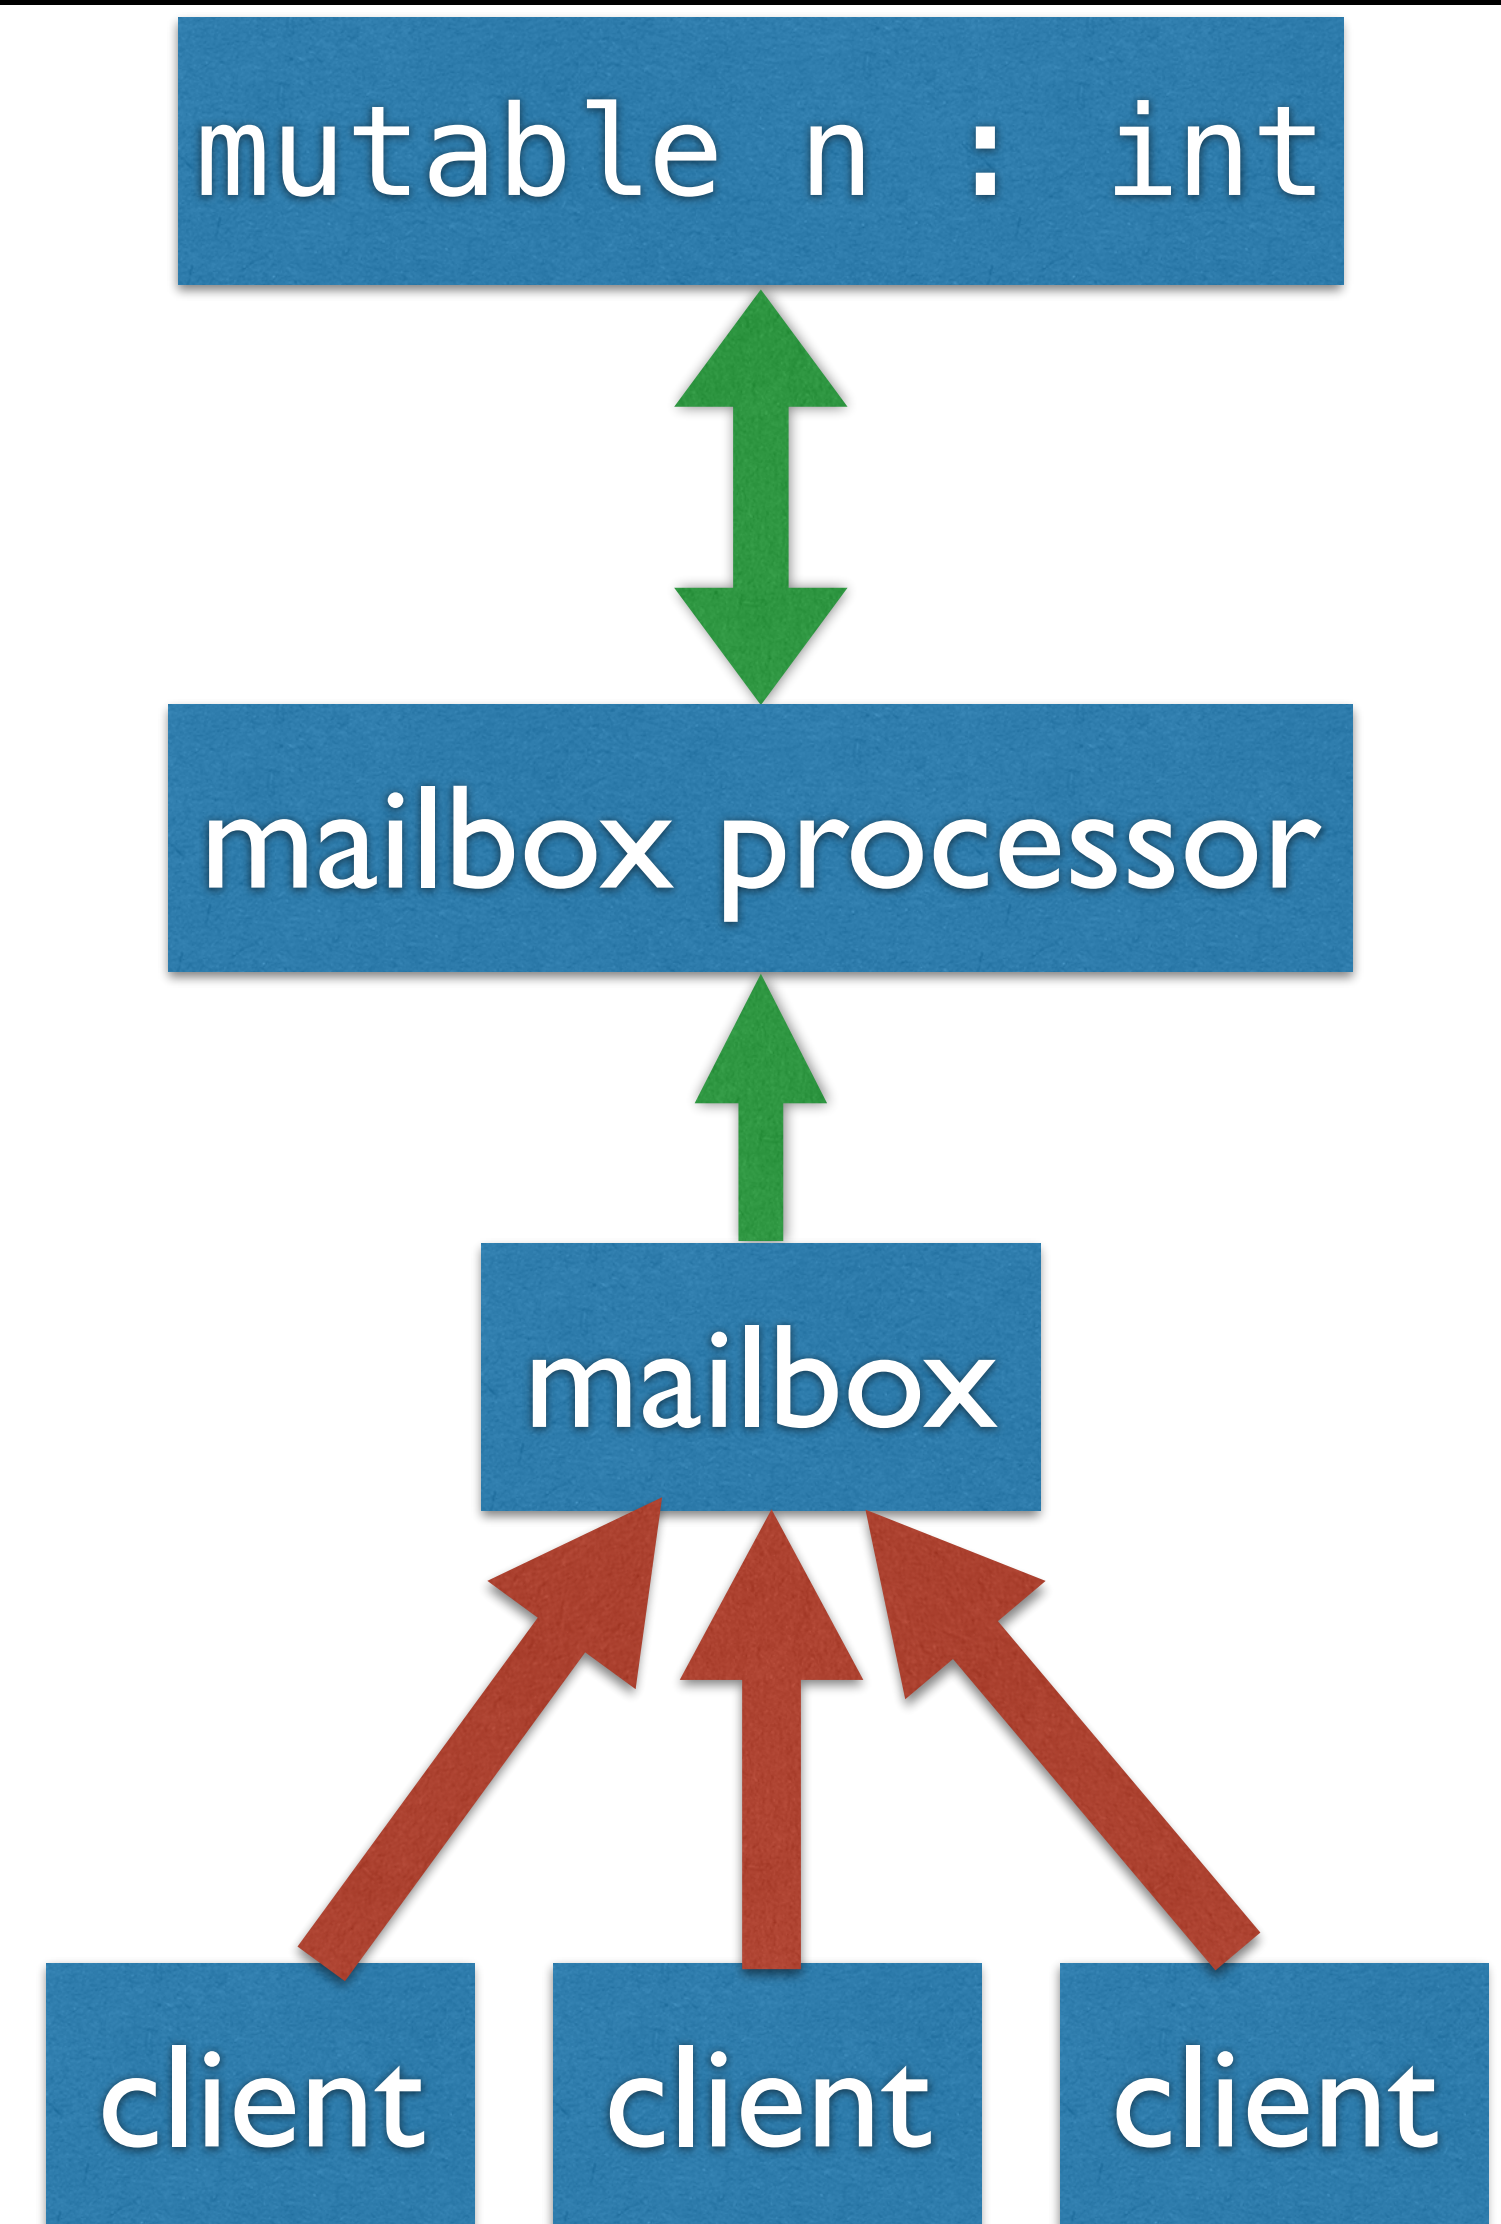 mutable n : int
mailbox processor
mailbox
client client client